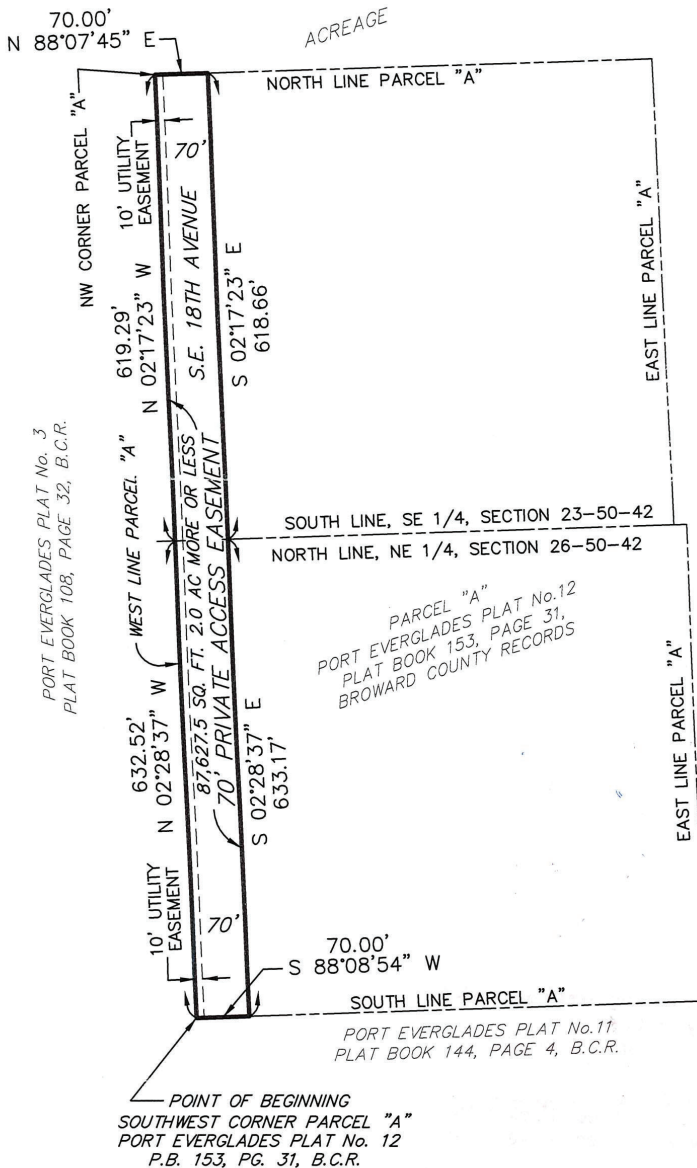 70.00'
N 88°07'45" E
ACREAGE
NORTH LINE PARCEL "A"
NW CORNER PARCEL "A"
10' UTILITY
EASEMENT
70'
S.E. 18TH AVENUE
619.29'
N 02°17'23" W
S 02°17'23" E
618.66'
EAST LINE PARCEL "A"
PORT EVERGLADES PLAT No. 3
PLAT BOOK 108, PAGE 32, B.C.R.
WEST LINE PARCEL "A"
87,627.5 SQ. FT. 2.0 AC MORE OR LESS
70' PRIVATE ACCESS EASEMENT
SOUTH LINE, SE 1/4, SECTION 23-50-42
NORTH LINE, NE 1/4, SECTION 26-50-42
PARCEL "A"
PORT EVERGLADES PLAT No.12
PLAT BOOK 153, PAGE 31,
BROWARD COUNTY RECORDS
632.52'
N 02°28'37" W
S 02°28'37" E
633.17'
EAST LINE PARCEL "A"
10' UTILITY
EASEMENT
70'
70.00'
S 88°08'54" W
SOUTH LINE PARCEL "A"
PORT EVERGLADES PLAT No.11
PLAT BOOK 144, PAGE 4, B.C.R.
POINT OF BEGINNING
SOUTHWEST CORNER PARCEL "A"
PORT EVERGLADES PLAT No. 12
P.B. 153, PG. 31, B.C.R.